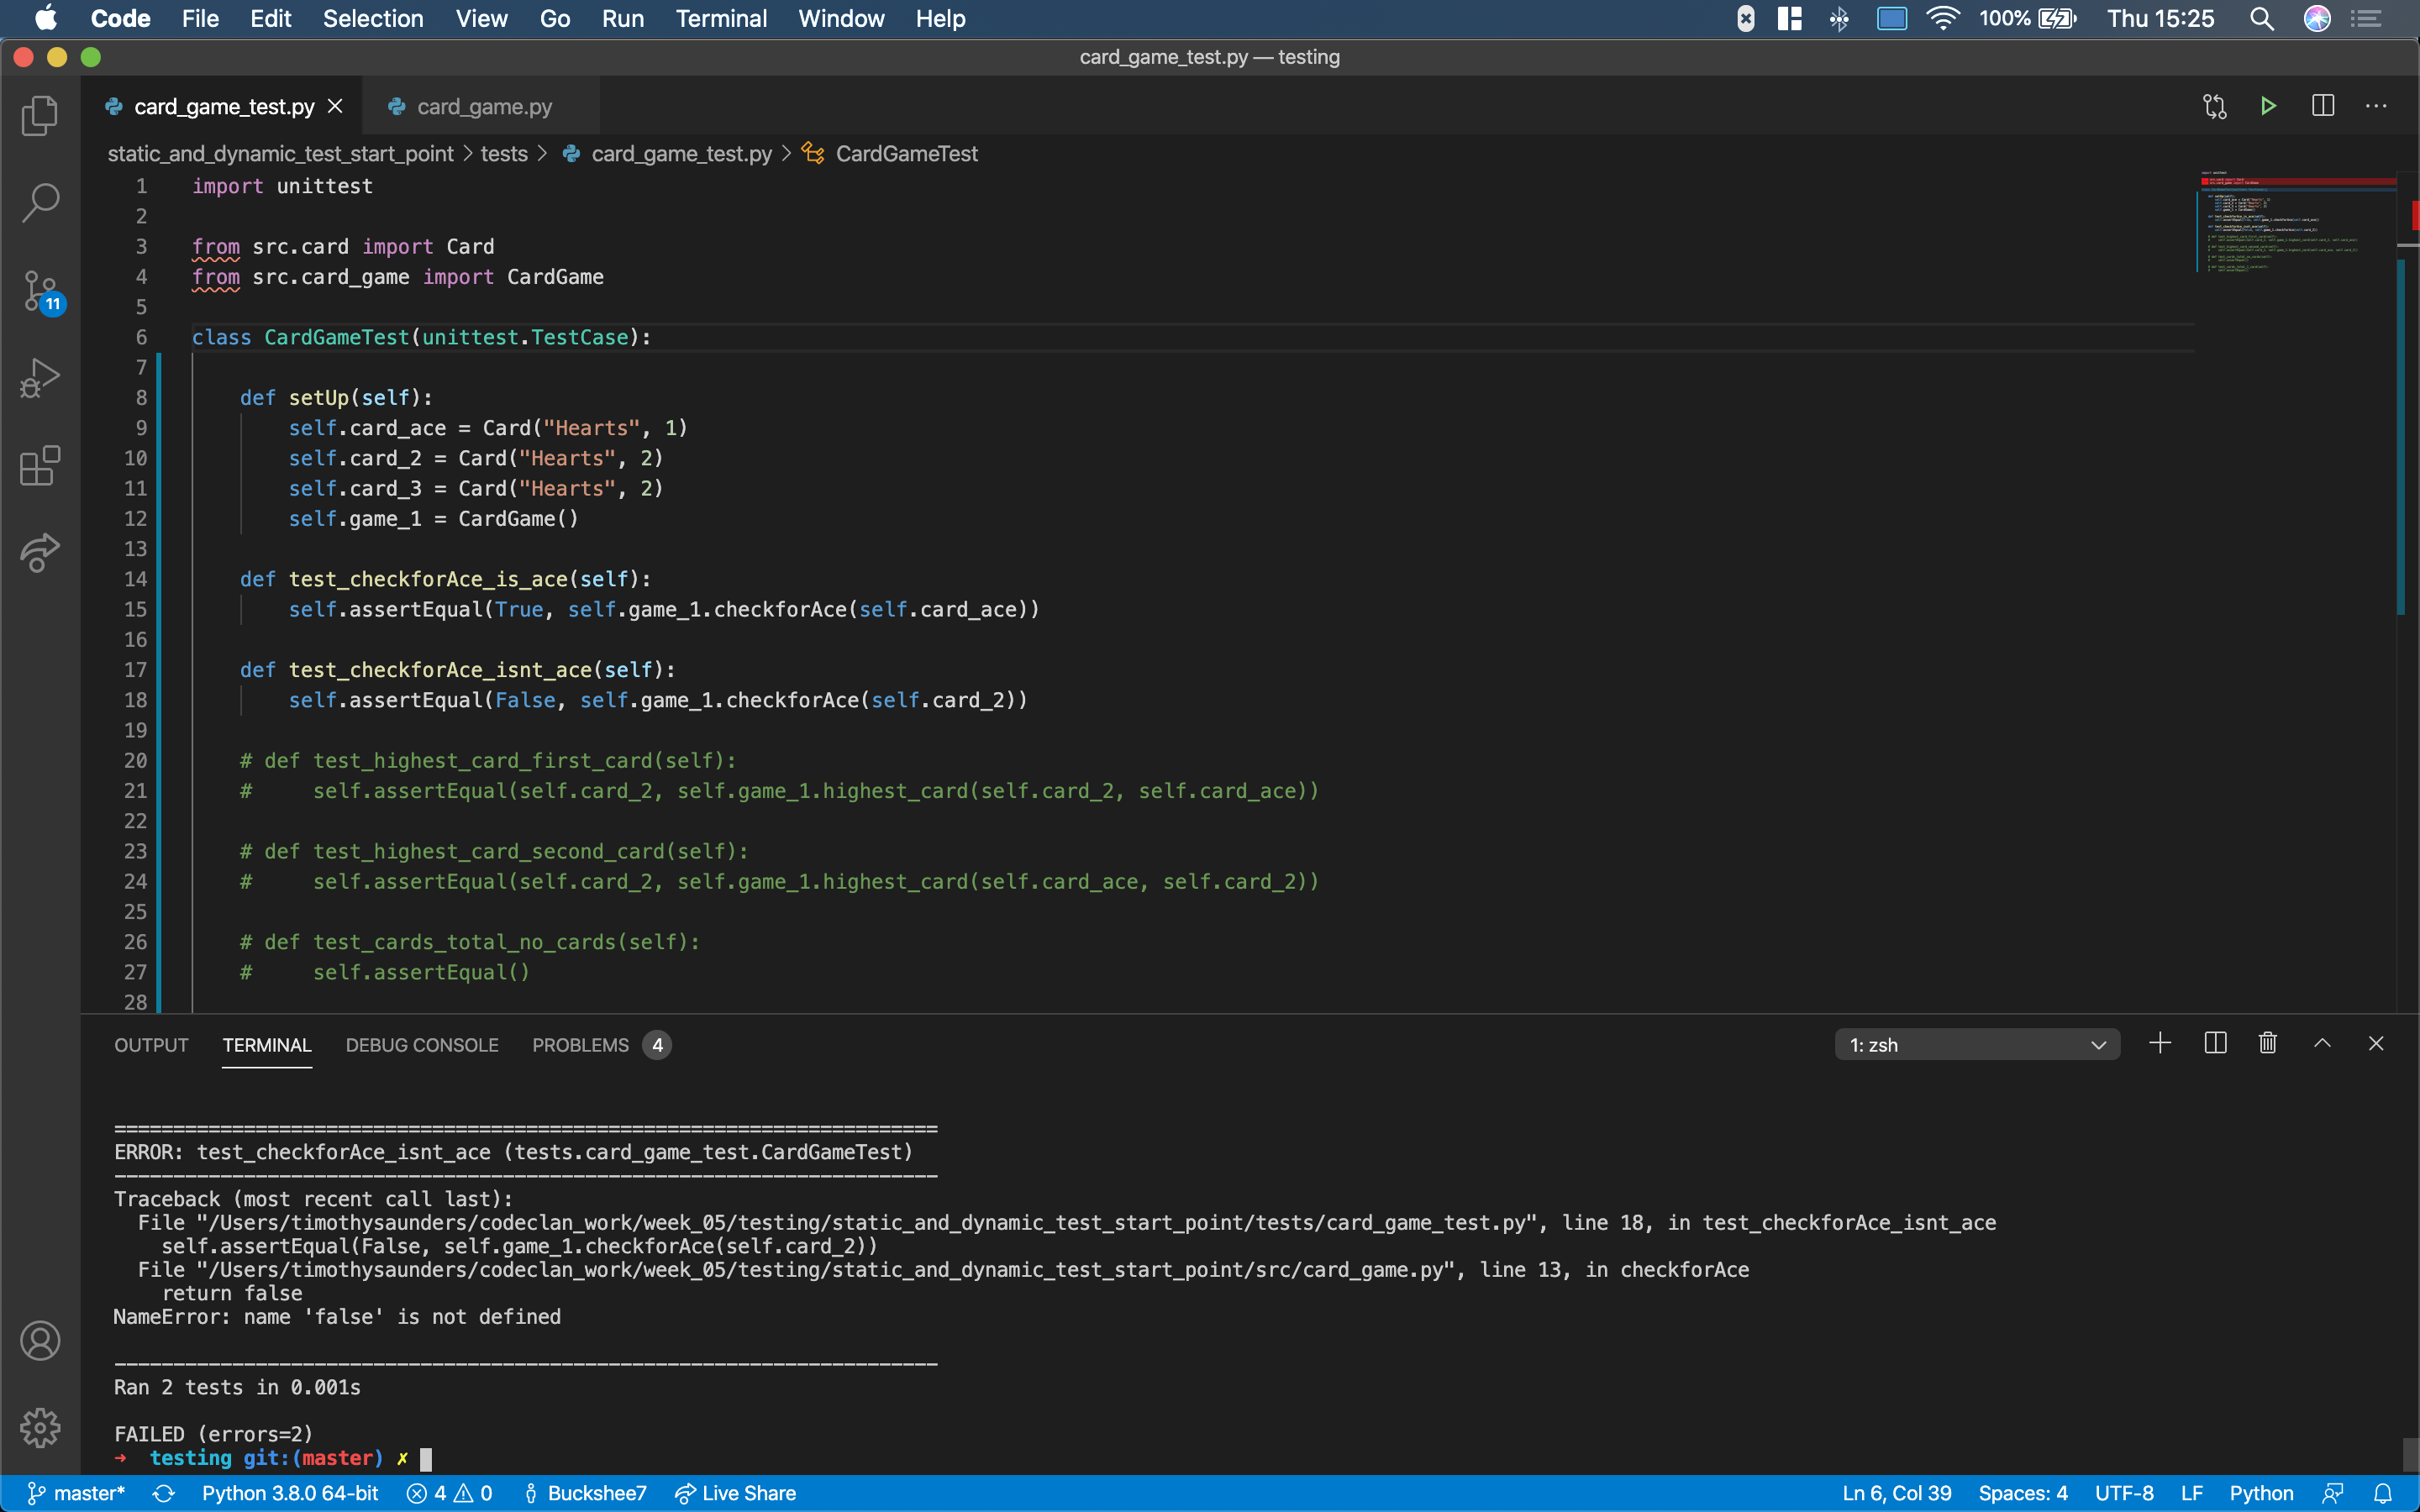 Code File Edit Selection View Go Run Terminal Window Help 100% Thu 15:25
card_game_test.py — testing
card_game_test.py card_game.py
static_and_dynamic_test_start_point > tests > card_game_test.py > CardGameTest
1 import unittest
2
3 from src.card import Card
4 from src.card_game import CardGame
5
6 class CardGameTest(unittest.TestCase):
7
8 def setUp(self):
9 self.card_ace = Card("Hearts", 1)
10 self.card_2 = Card("Hearts", 2)
11 self.card_3 = Card("Hearts", 2)
12 self.game_1 = CardGame()
13
14 def test_checkforAce_is_ace(self):
15 self.assertEqual(True, self.game_1.checkforAce(self.card_ace))
16
17 def test_checkforAce_isnt_ace(self):
18 self.assertEqual(False, self.game_1.checkforAce(self.card_2))
19
20 # def test_highest_card_first_card(self):
21 # self.assertEqual(self.card_2, self.game_1.highest_card(self.card_2, self.card_ace))
22
23 # def test_highest_card_second_card(self):
24 # self.assertEqual(self.card_2, self.game_1.highest_card(self.card_ace, self.card_2))
25
26 # def test_cards_total_no_cards(self):
27 # self.assertEqual()
28
11
OUTPUT TERMINAL DEBUG CONSOLE PROBLEMS 4 1: zsh
======================================================================
ERROR: test_checkforAce_isnt_ace (tests.card_game_test.CardGameTest)
----------------------------------------------------------------------
Traceback (most recent call last):
File "/Users/timothysaunders/codeclan_work/week_05/testing/static_and_dynamic_test_start_point/tests/card_game_test.py", line 18, in test_checkforAce_isnt_ace
self.assertEqual(False, self.game_1.checkforAce(self.card_2))
File "/Users/timothysaunders/codeclan_work/week_05/testing/static_and_dynamic_test_start_point/src/card_game.py", line 13, in checkforAce
return false
NameError: name 'false' is not defined
----------------------------------------------------------------------
Ran 2 tests in 0.001s
FAILED (errors=2)
→ testing git:(master) ✗
master* Python 3.8.0 64-bit 4 0 Buckshee7 Live Share Ln 6, Col 39 Spaces: 4 UTF-8 LF Python